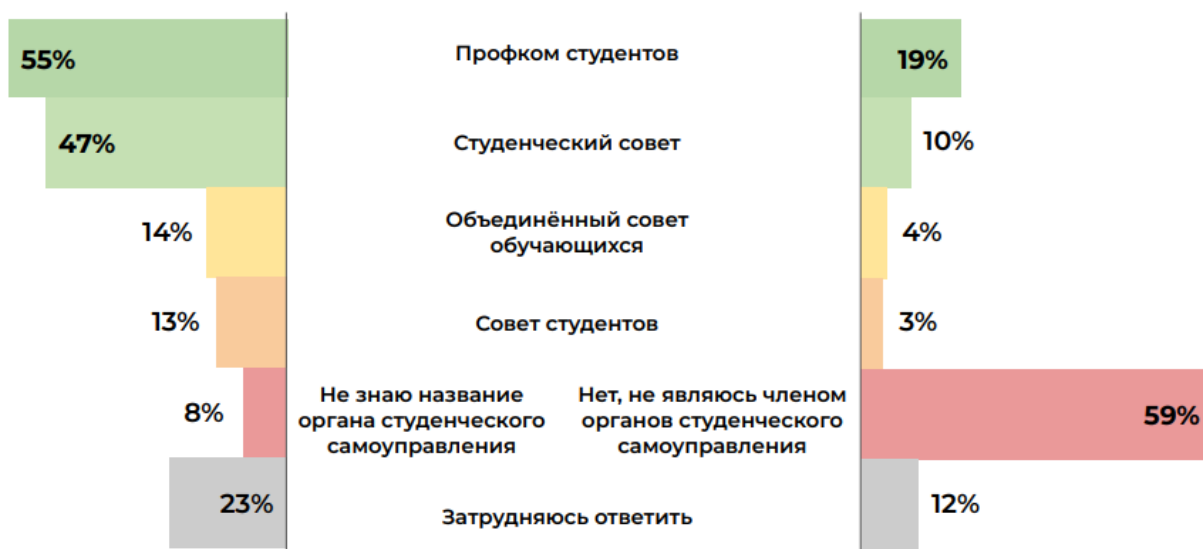 55%
Профком студентов
19%
47%
Студенческий совет
10%
14%
Объединённый совет
обучающихся
4%
13%
Совет студентов
3%
8%
Не знаю название
органа студенческого
самоуправления
Нет, не являюсь членом
органов студенческого
самоуправления
59%
23%
Затрудняюсь ответить
12%